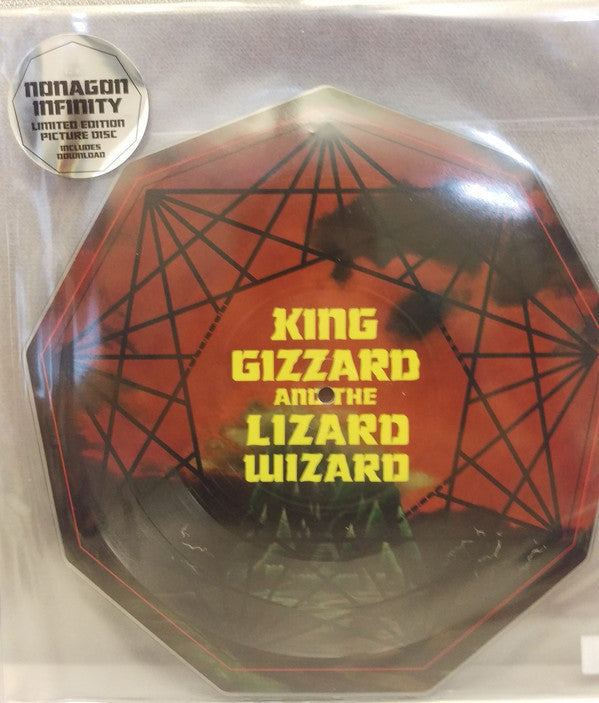 NONAGON
INFINITY
LIMITED EDITION
PICTURE DISC
INCLUDES
DOWNLOAD
KING
GIZZARD
AND THE
LIZARD
WIZARD